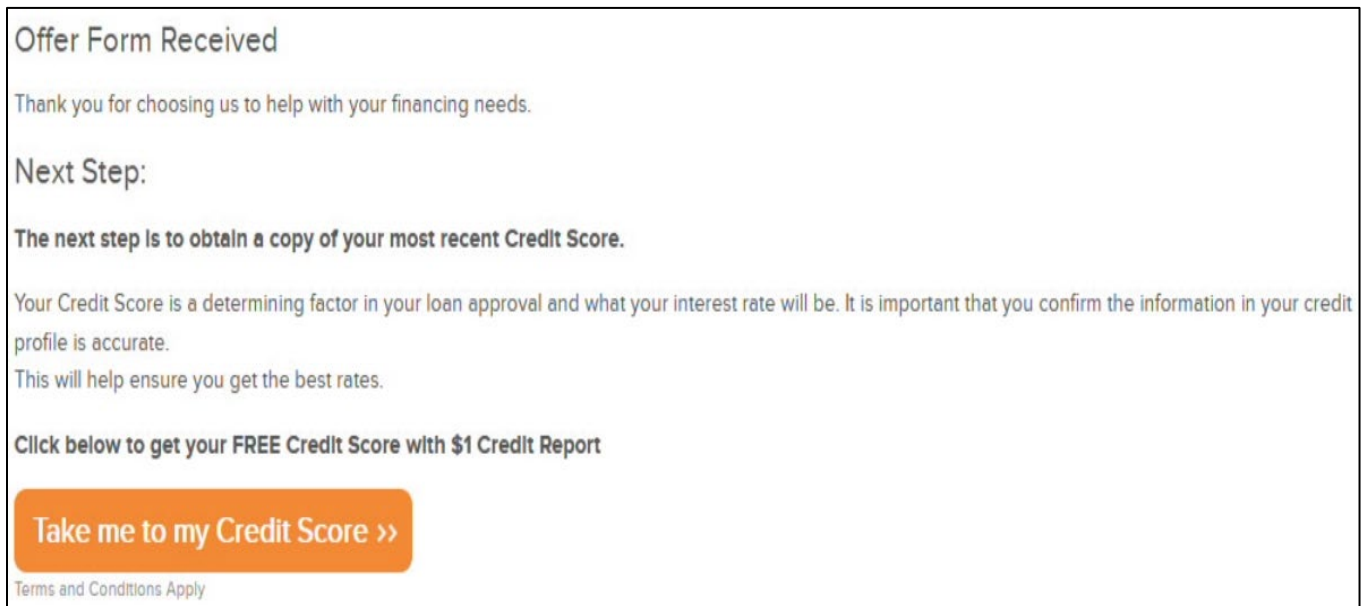 Offer Form Received
Thank you for choosing us to help with your financing needs.
Next Step:
The next step is to obtain a copy of your most recent Credit Score.
Your Credit Score is a determining factor in your loan approval and what your interest rate will be. It is important that you confirm the information in your credit
profile is accurate.
This will help ensure you get the best rates.
Click below to get your FREE Credit Score with $1 Credit Report
Take me to my Credit Score >>
Terms and Conditions Apply